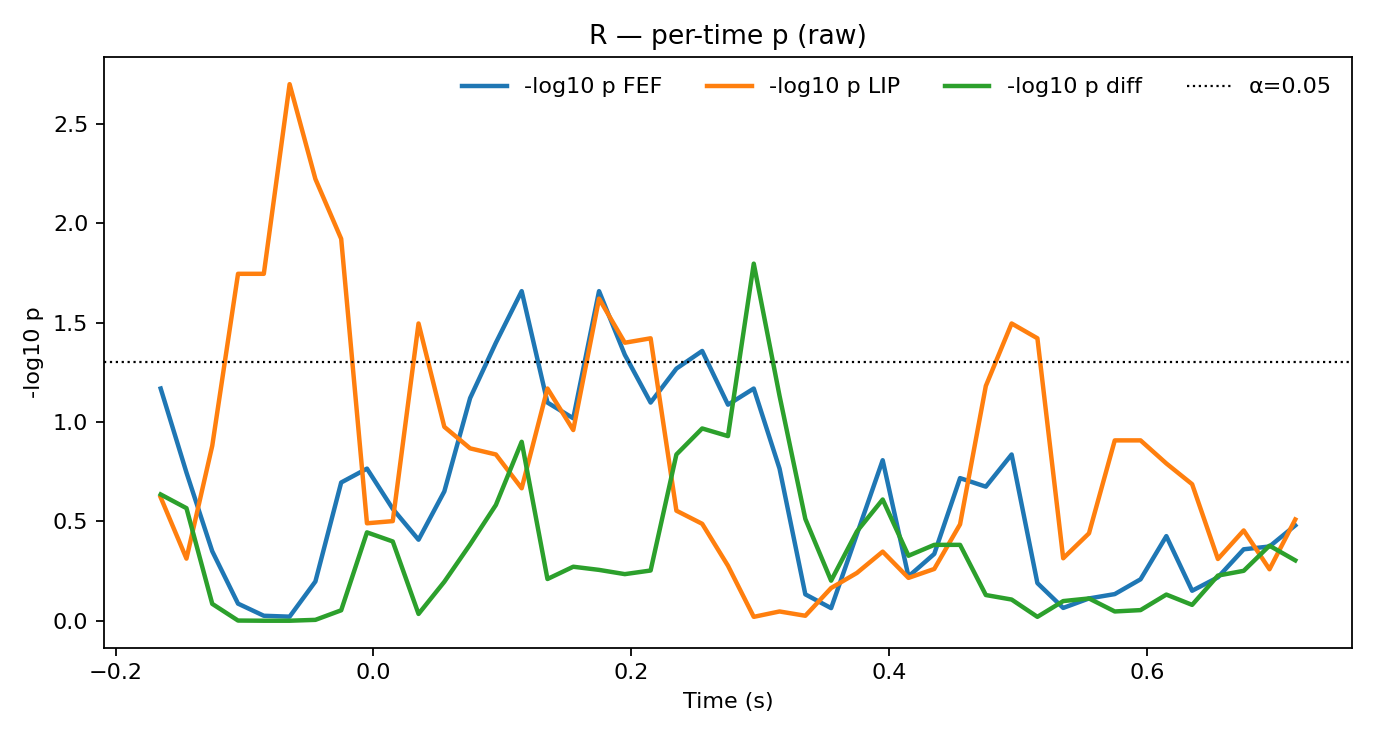 R — per-time p (raw)
-log10 p FEF -log10 p LIP -log10 p diff α=0.05
2.5
2.0
1.5
1.0
0.5
0.0
-log10 p
−0.2 0.0 0.2 0.4 0.6
Time (s)